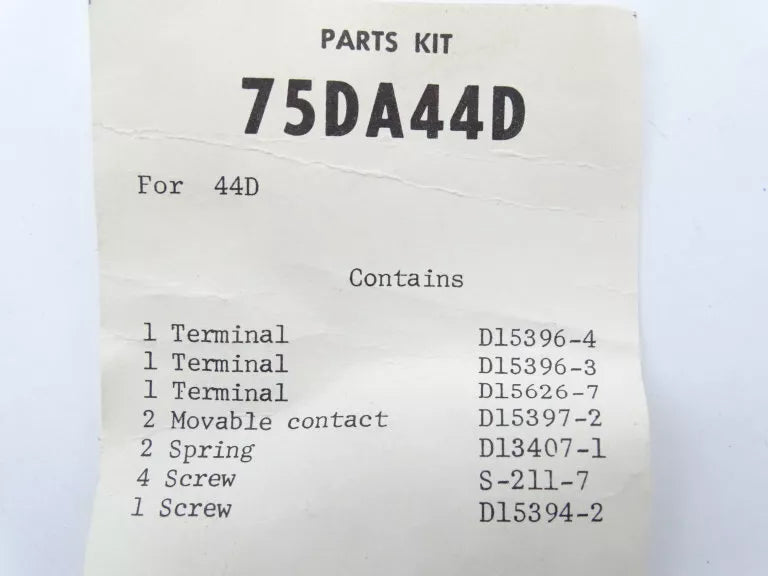 PARTS KIT
75DA44D
For 44D
Contains
1 Terminal D15396-4
1 Terminal D15396-3
1 Terminal D15626-7
2 Movable contact D15397-2
2 Spring D13407-1
4 Screw S-211-7
1 Screw D15394-2